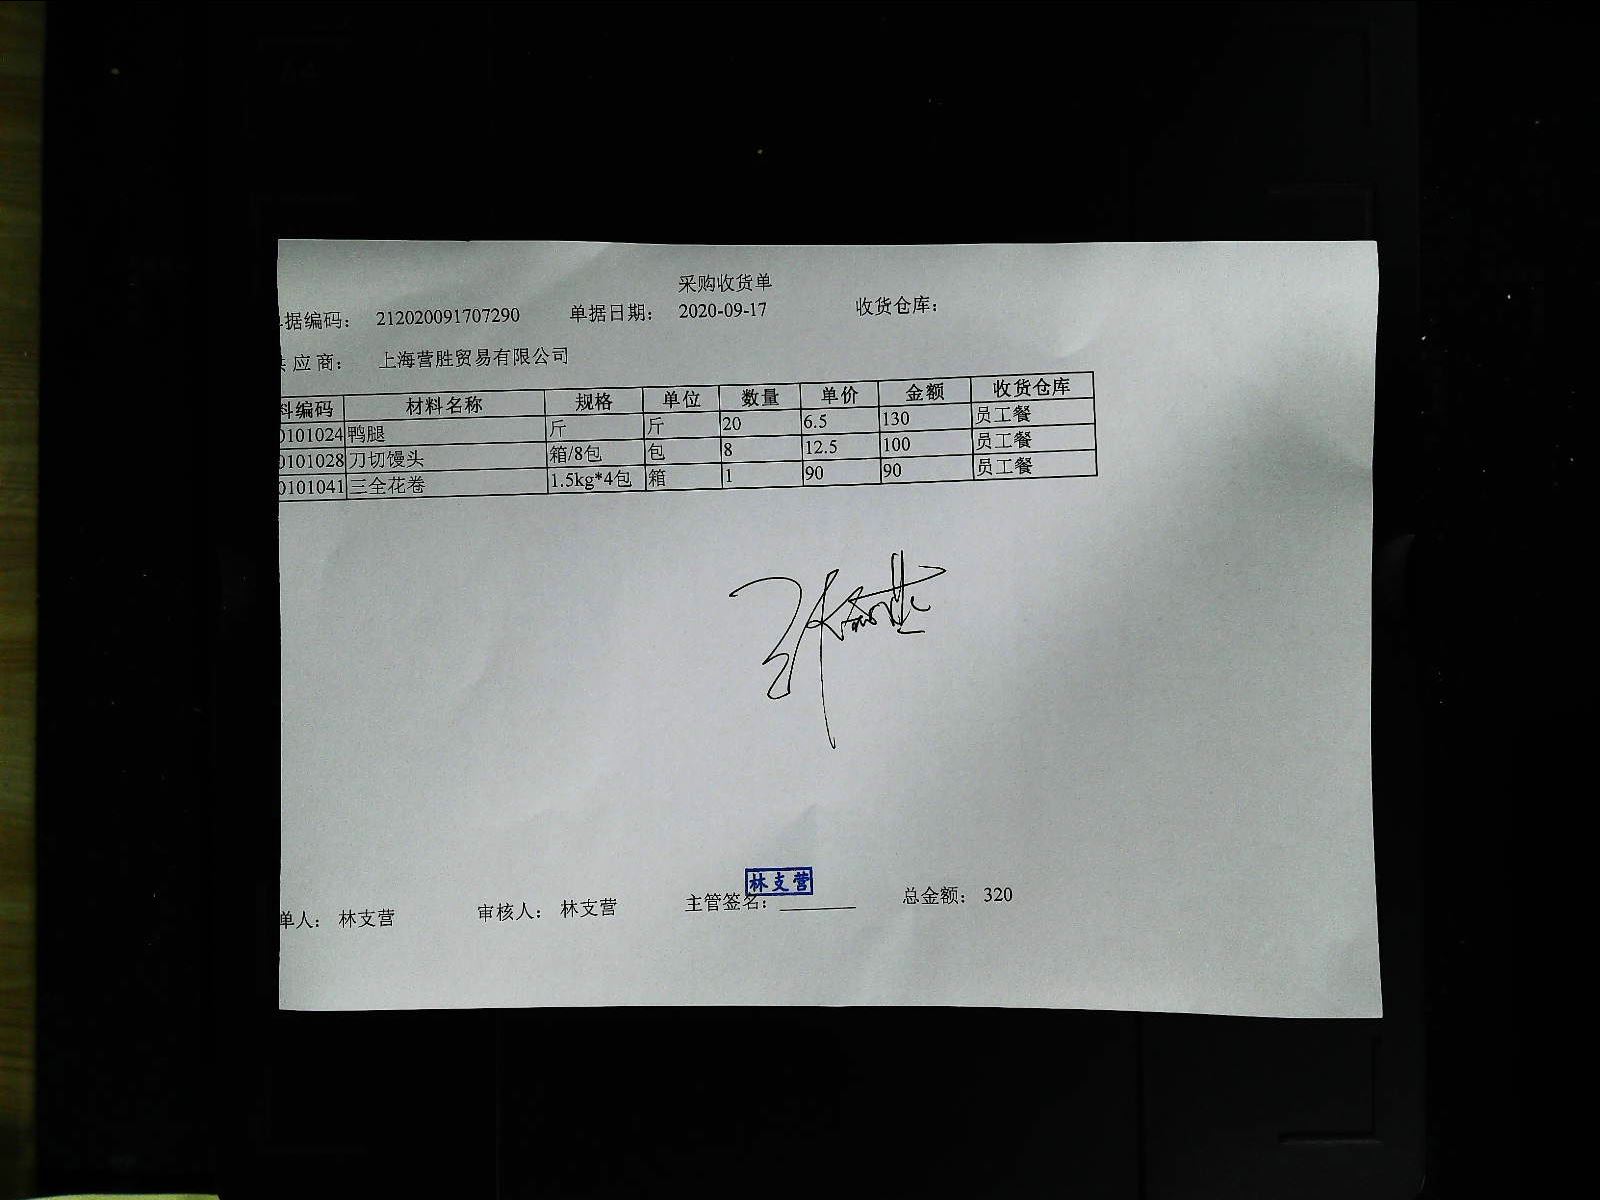 采购收货单
据编码： 212020091707290 单据日期： 2020-09-17 收货仓库：
应商： 上海营胜贸易有限公司
料编码 材料名称 规格 单位 数量 单价 金额 收货仓库
0101024 鸭腿 斤 斤 20 6.5 130 员工餐
0101028 刀切馒头 箱/8包 包 8 12.5 100 员工餐
0101041 三全花卷 1.5kg*4包 箱 1 90 90 员工餐
林支营
单人： 林支营 审核人： 林支营 主管签名： 总金额： 320